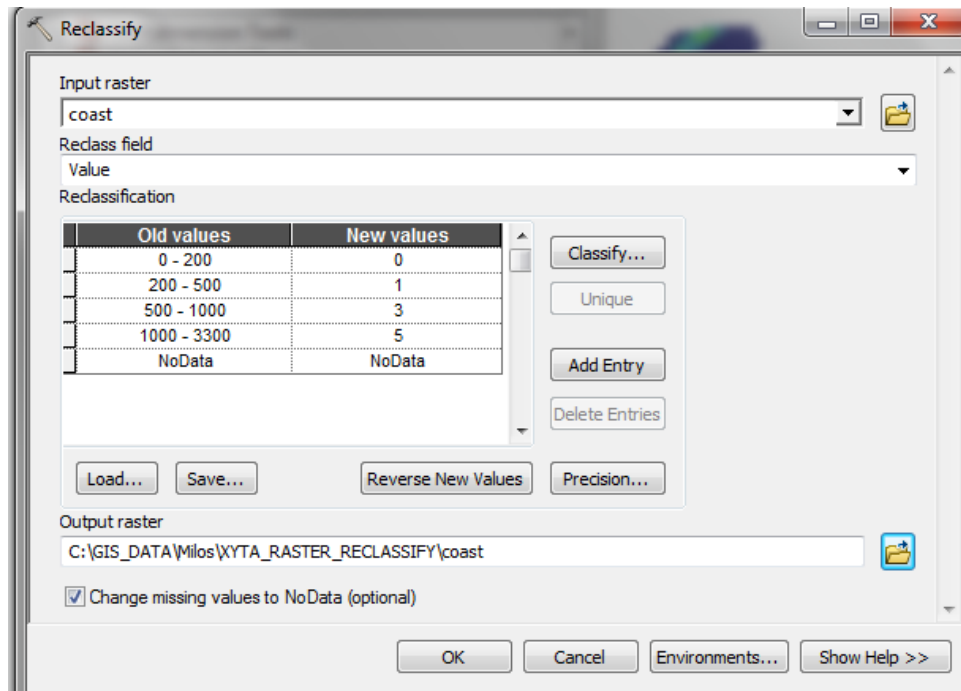 Reclassify
Input raster
coast
Reclass field
Value
Reclassification
Old values New values
0 - 200 0
200 - 500 1
500 - 1000 3
1000 - 3300 5
NoData NoData
Classify...
Unique
Add Entry
Delete Entries
Load... Save... Reverse New Values Precision...
Output raster
C:\GIS_DATA\Milos\XYTA_RASTER_RECLASSIFY\coast
Change missing values to NoData (optional)
OK Cancel Environments... Show Help >>